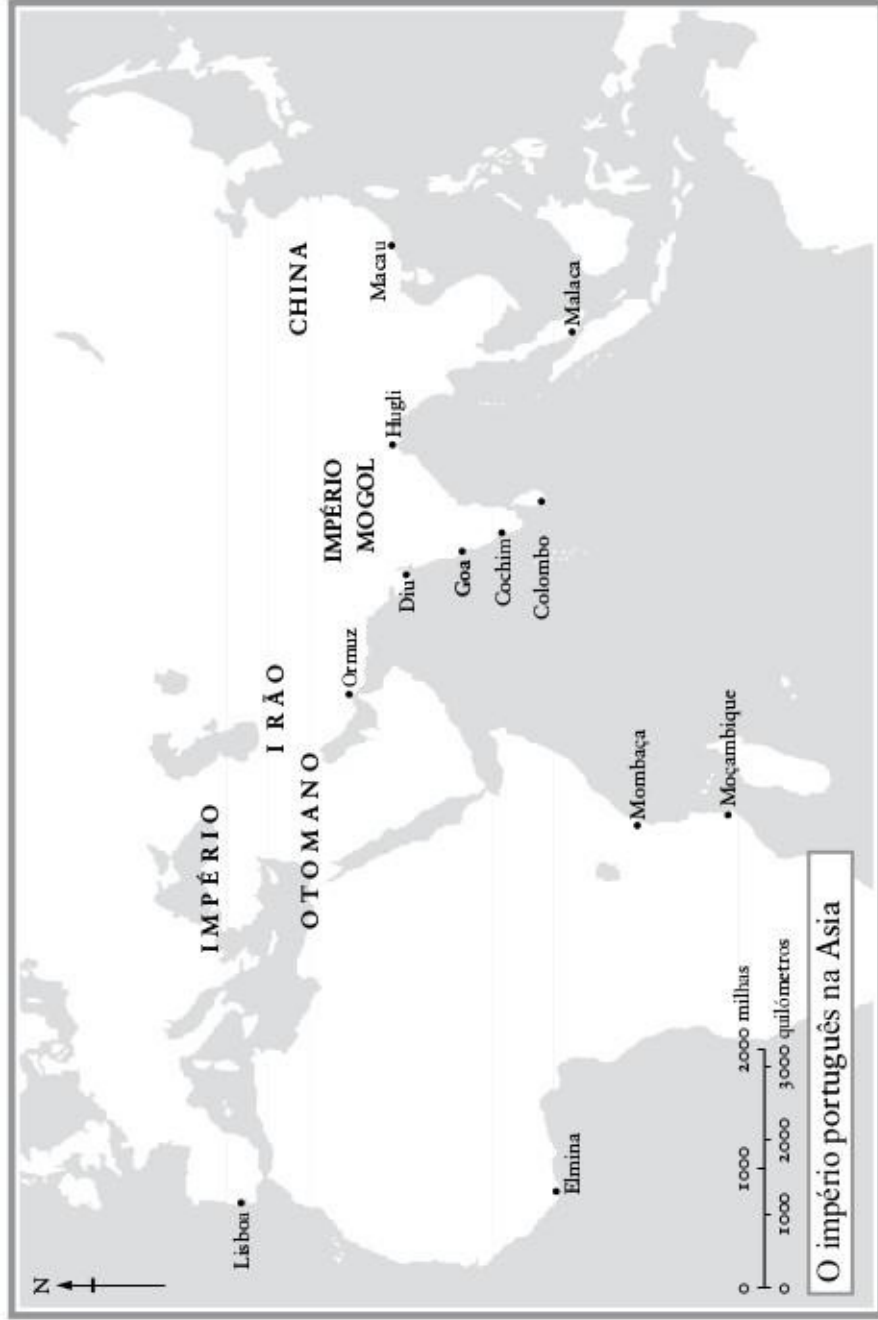 N
IMPÉRIO
OTOMANO
IRÃO
IMPÉRIO
MOGOL
CHINA
Lisboa
Ormuz
Diu
Hugli
Macau
Goa
Cochim
Colombo
Malaca
Elmina
Mombaça
Moçambique
0 1000 2000 milhas
0 1000 2000 3000 quilómetros
O império português na Asia